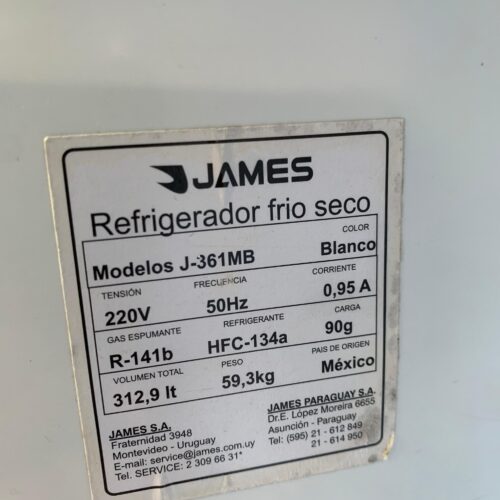 JAMES
Refrigerador frio seco
COLOR
Modelos J-361MB Blanco
TENSIÓN FRECUENCIA CORRIENTE
220V 50Hz 0,95 A
GAS ESPUMANTE REFRIGERANTE CARGA
R-141b HFC-134a 90g
VOLUMEN TOTAL PESO PAIS DE ORIGEN
312,9 lt 59,3kg México
JAMES S.A.
Fraternidad 3948
Montevideo - Uruguay
E-mail: service@james.com.uy
Tel. SERVICE: 2 309 66 31*
JAMES PARAGUAY S.A.
Dr.E. López Moreira 6655
Asunción - Paraguay
Tel: (595) 21 - 612 849
21 - 614 950